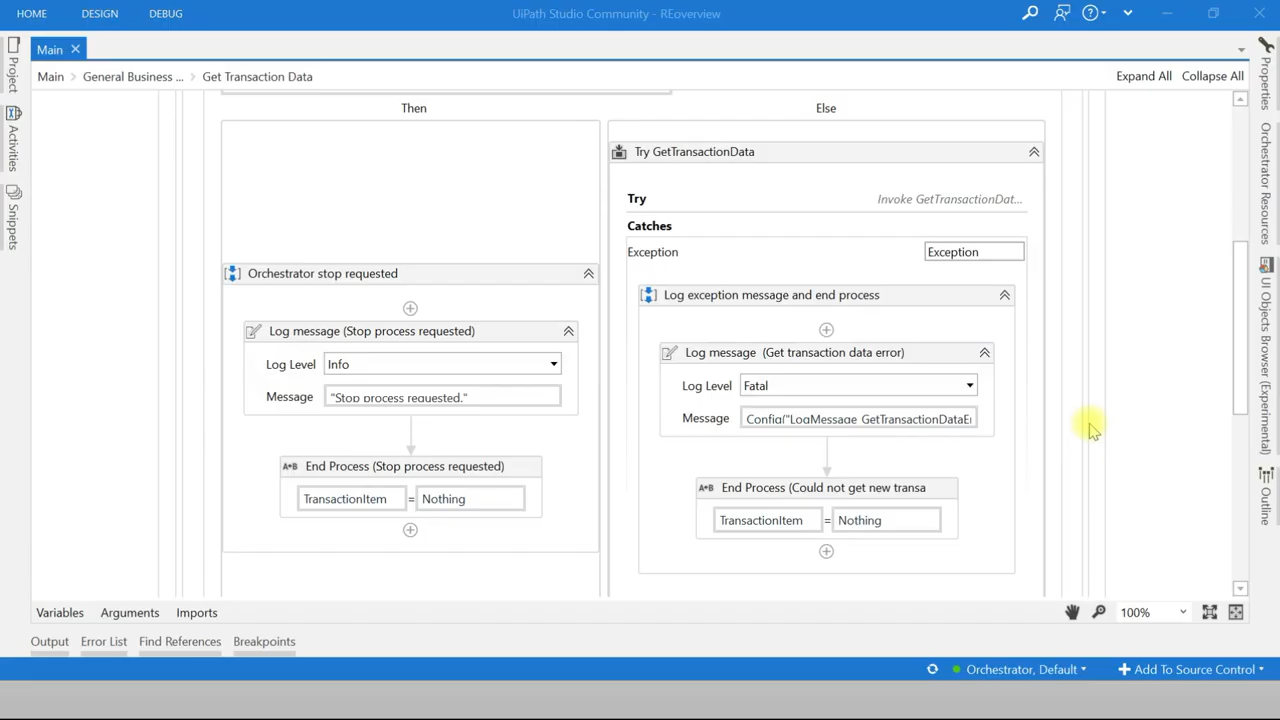 HOME DESIGN DEBUG UiPath Studio Community - REoverview
Main
Main General Business ... Get Transaction Data Expand All Collapse All
Project
Activities
Snippets
Then Else
Try GetTransactionData
Try Invoke GetTransactionDat...
Catches
Exception Exception
Orchestrator stop requested
Log exception message and end process
Log message (Stop process requested)
Log Level Info
Message "Stop process requested."
Log message (Get transaction data error)
Log Level Fatal
Message Config("LogMessage_GetTransactionDataEr
End Process (Stop process requested)
TransactionItem = Nothing
End Process (Could not get new transa
TransactionItem = Nothing
Properties
Orchestrator Resources
UI Objects Browser (Experimental)
Outline
Variables Arguments Imports 100%
Output Error List Find References Breakpoints
Orchestrator, Default Add To Source Control